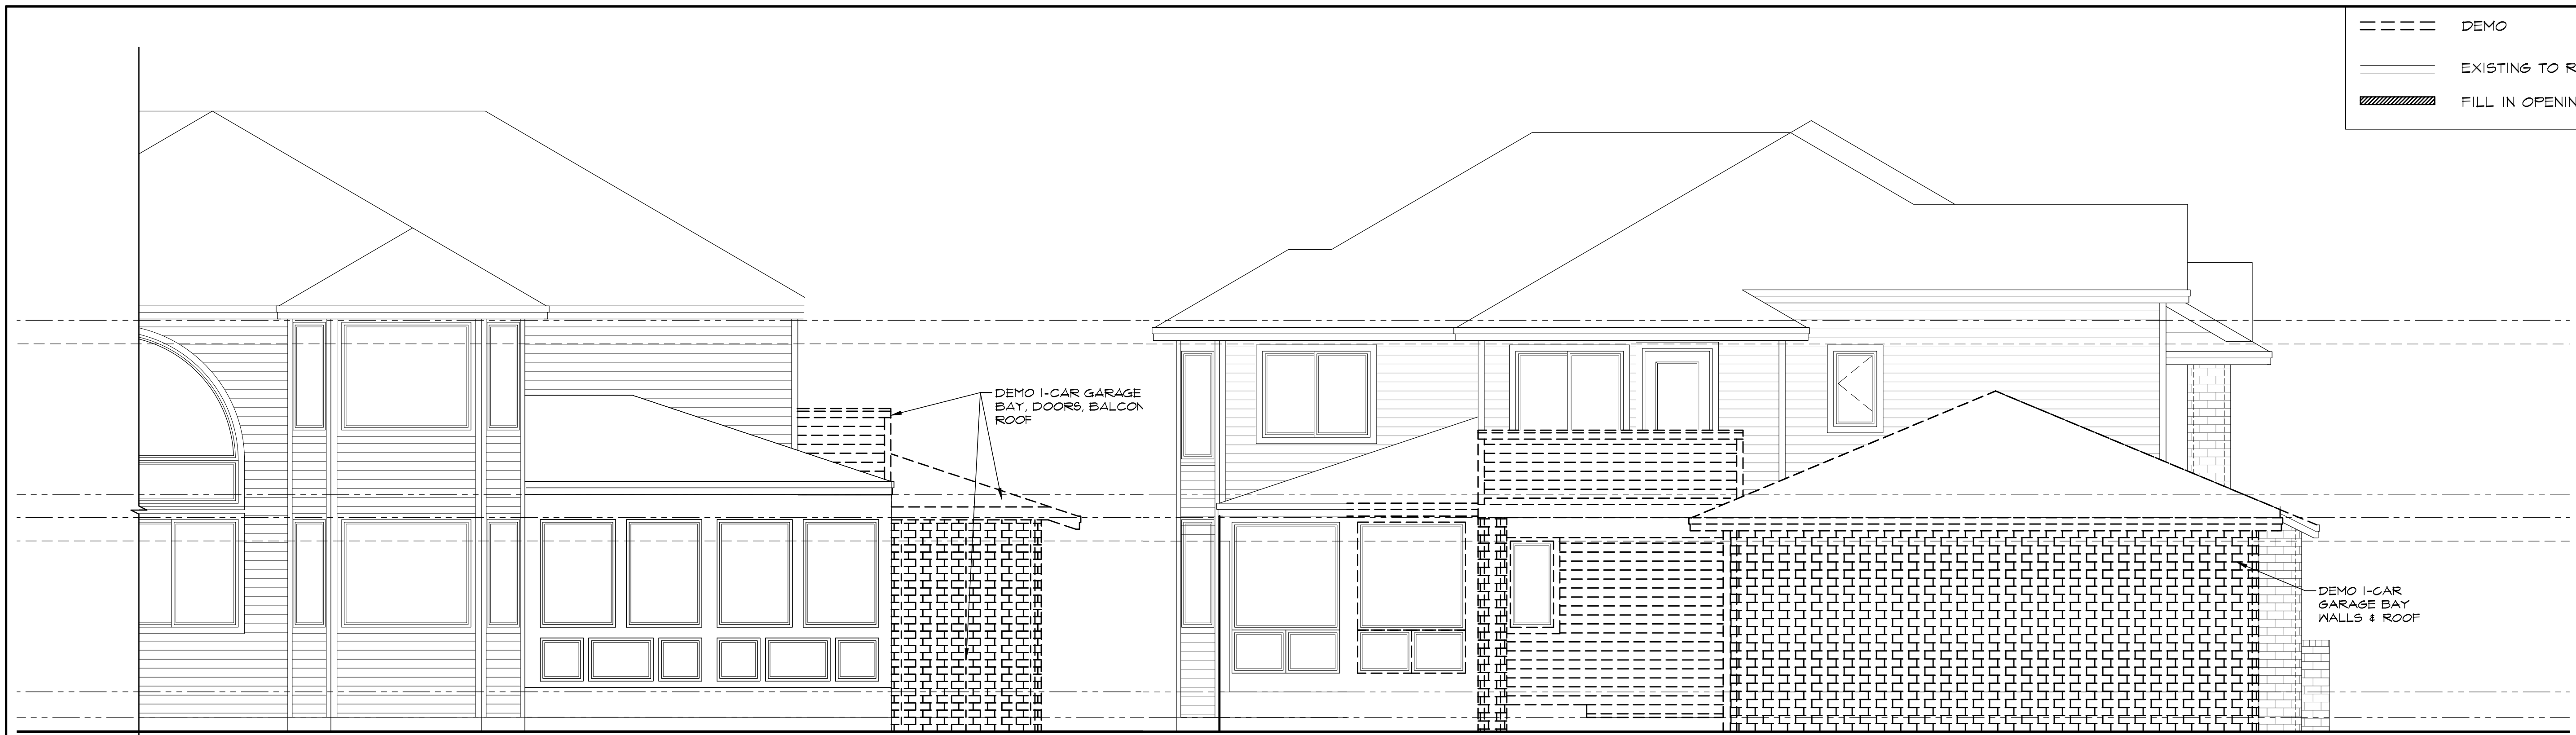 DEMO
EXISTING TO R
FILL IN OPENIN
DEMO 1-CAR GARAGE
BAY, DOORS, BALCON
ROOF
DEMO 1-CAR
GARAGE BAY
WALLS & ROOF